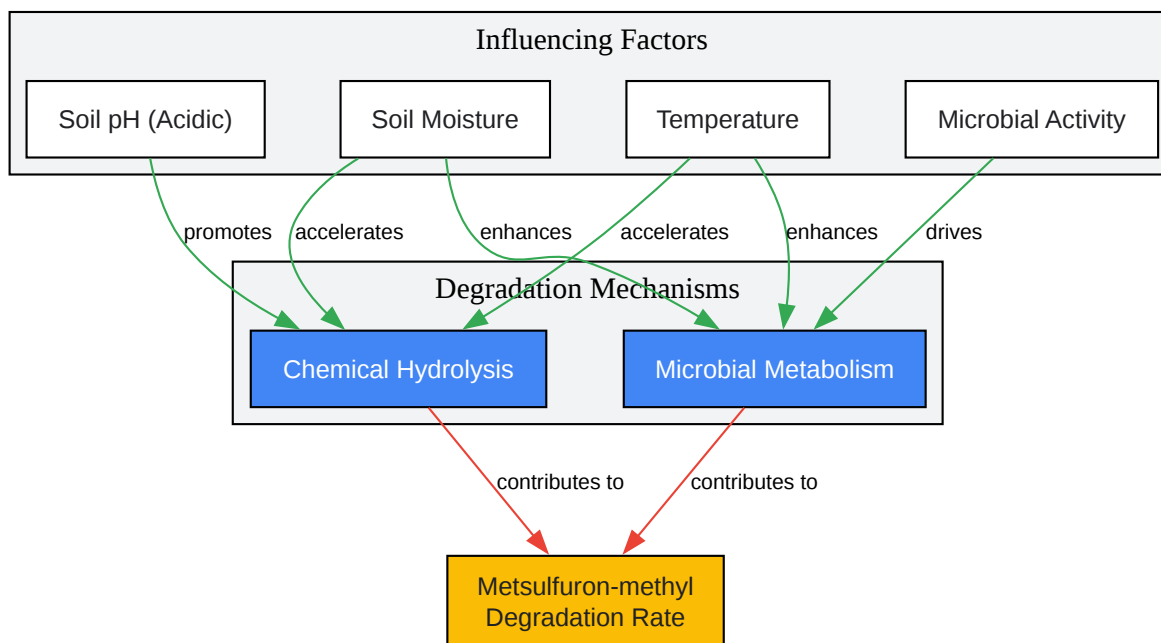 Influencing Factors
Soil pH (Acidic)
Soil Moisture
Temperature
Microbial Activity
promotes
accelerates
enhances
accelerates
enhances
drives
Degradation Mechanisms
Chemical Hydrolysis
Microbial Metabolism
contributes to
contributes to
Metsulfuron-methyl
Degradation Rate